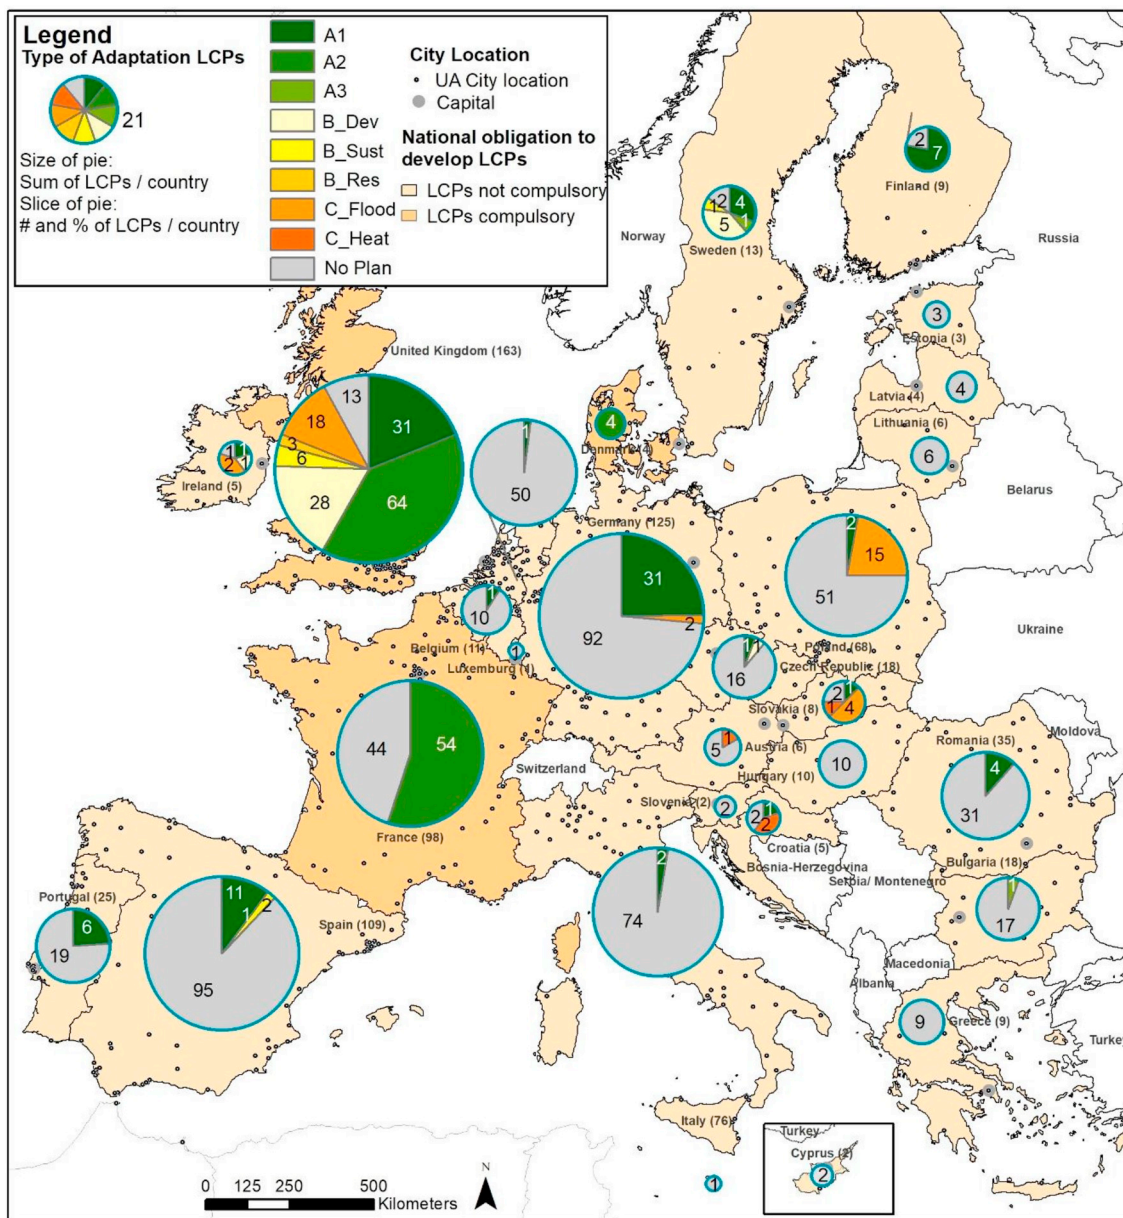 Legend
Type of Adaptation LCPs
21
Size of pie:
Sum of LCPs / country
Slice of pie:
# and % of LCPs / country
A1
A2
A3
B_Dev
B_Sust
B_Res
C_Flood
C_Heat
No Plan
City Location
UA City location
Capital
National obligation to
develop LCPs
LCPs not compulsory
LCPs compulsory
2
7
Finland (9)
1
2
4
1
5
Sweden (13)
Norway
Russia
3
Estonia (3)
4
Latvia (4)
Lithuania (6)
6
Belarus
United Kingdom (163)
13
31
18
3
6
28
64
1
1
1
2
Ireland (5)
1
50
4
Denmark (4)
Germany (125)
31
2
92
2
15
51
Poland (68)
Ukraine
1
10
Belgium (11)
1
Luxemburg (1)
1
1
16
Czech Republic (18)
2
1
1
4
Slovakia (8)
1
5
Austria (6)
10
Hungary (10)
Moldova
Romania (35)
4
31
44
54
France (98)
Switzerland
Slovenia (2)
2
1
2
2
Croatia (5)
Bosnia-Herzegovina
Serbia/ Montenegro
Bulgaria (18)
1
17
Portugal (25)
6
19
11
1
2
95
Spain (109)
2
74
Italy (76)
Macedonia
Albania
9
Greece (9)
Turkey
1
Turkey
Cyprus (2)
2
0 125 250 500
Kilometers
N